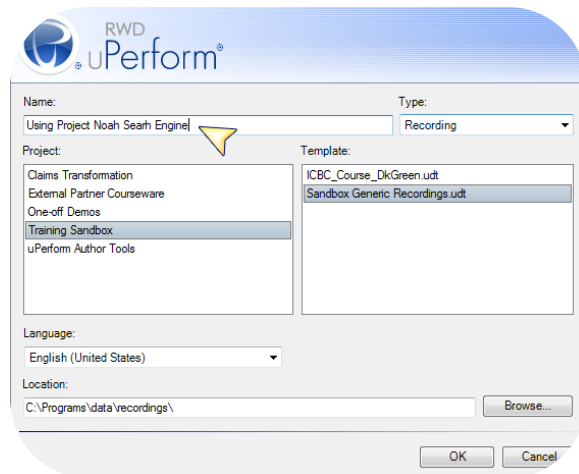 RWD
uPerform®
Name:
Type:
Using Project Noah Searh Engine
Recording
Project:
Template:
Claims Transformation
External Partner Courseware
One-off Demos
Training Sandbox
uPerform Author Tools
ICBC_Course_DkGreen.udt
Sandbox Generic Recordings.udt
Language:
English (United States)
Location:
C:\Programs\data\recordings\
Browse...
OK
Cancel